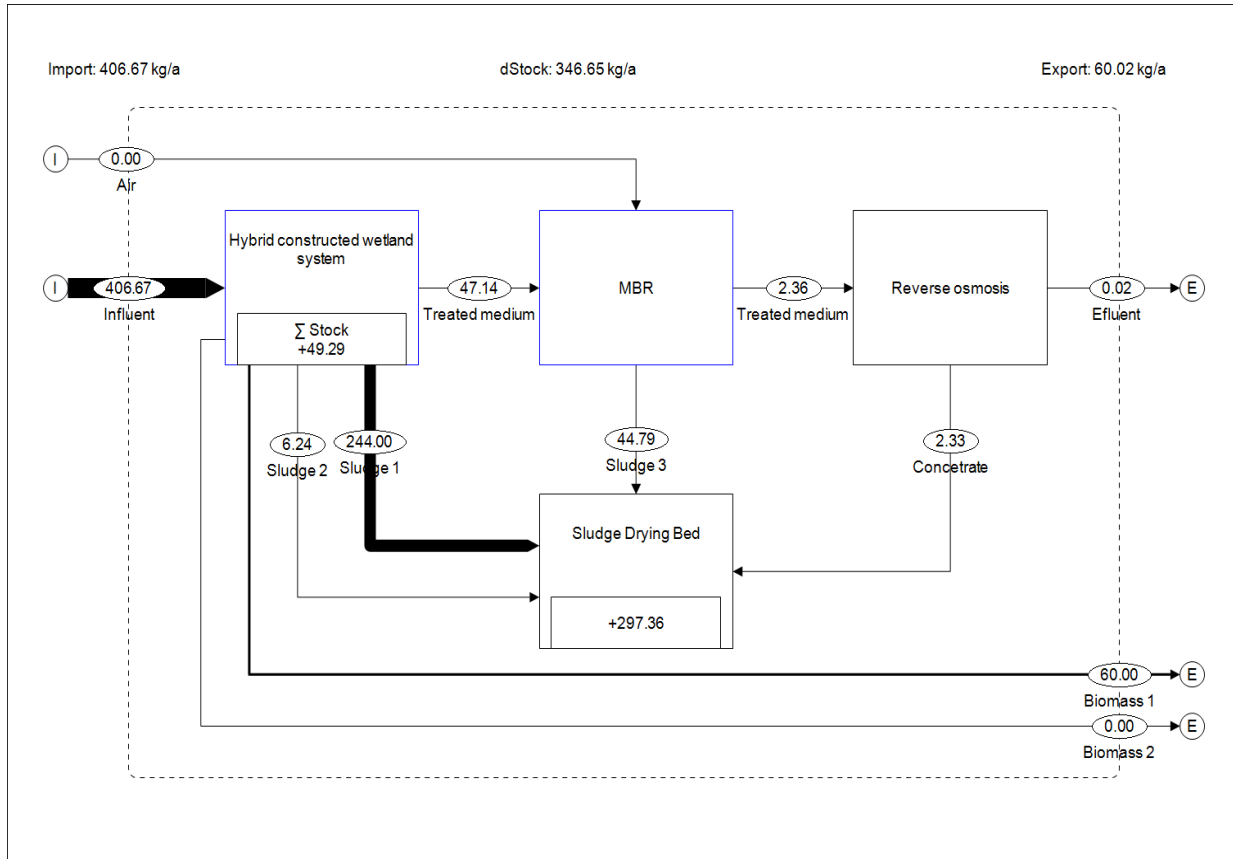 Import: 406.67 kg/a
dStock: 346.65 kg/a
Export: 60.02 kg/a
I
0.00
Air
Hybrid constructed wetland
system
∑ Stock
+49.29
I
406.67
Influent
47.14
Treated medium
MBR
2.36
Treated medium
Reverse osmosis
0.02
E
Efluent
6.24
Sludge 2
244.00
Sludge 1
44.79
Sludge 3
2.33
Concetrate
Sludge Drying Bed
+297.36
60.00
E
Biomass 1
0.00
E
Biomass 2